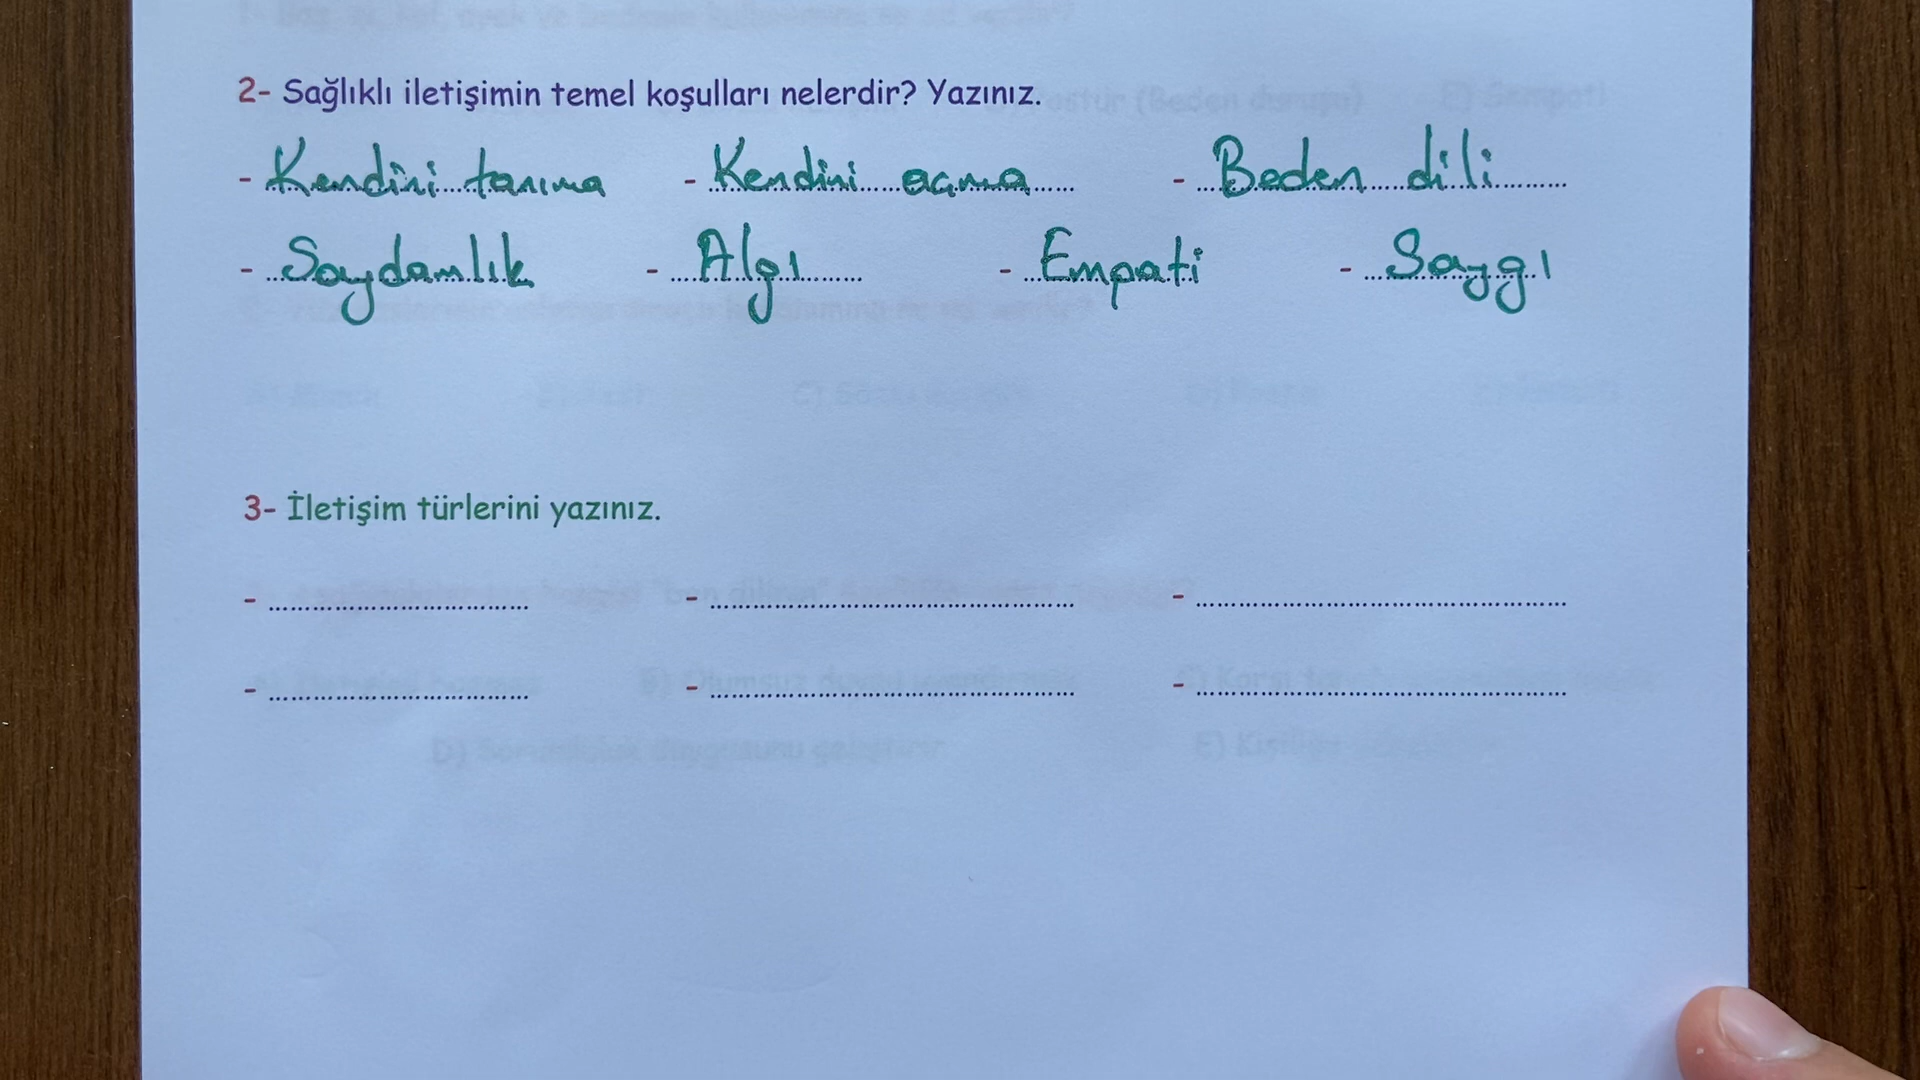 2- Sağlıklı iletişimin temel koşulları nelerdir? Yazınız.
- Kendini tanıma - Kendini açma - Beden dili
- Saydamlık - Algı - Empati - Saygı
3- İletişim türlerini yazınız.
- .................................... - .................................... - ....................................
- .................................... - .................................... - ....................................